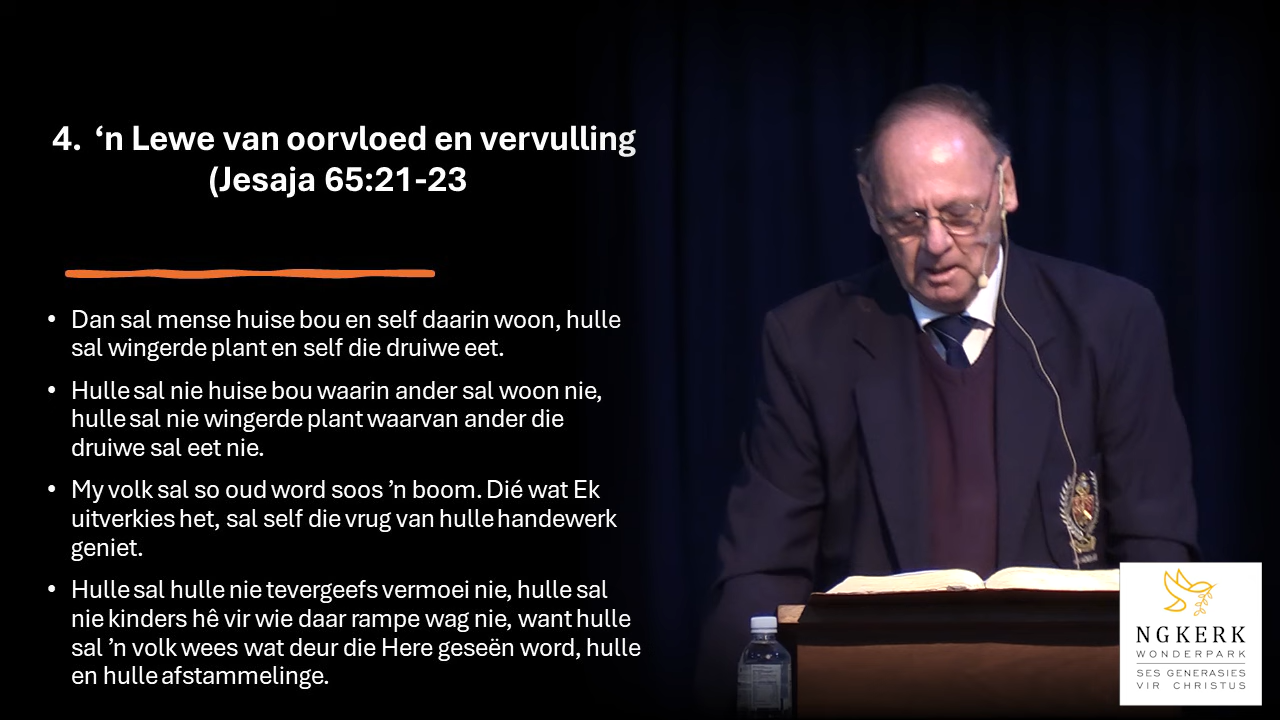 4. ‘n Lewe van oorvloed en vervulling
(Jesaja 65:21-23
• Dan sal mense huise bou en self daarin woon, hulle
sal wingerde plant en self die druiwe eet.
• Hulle sal nie huise bou waarin ander sal woon nie,
hulle sal nie wingerde plant waarvan ander die
druiwe sal eet nie.
• My volk sal so oud word soos ’n boom. Dié wat Ek
uitverkies het, sal self die vrug van hulle handewerk
geniet.
• Hulle sal hulle nie tevergeefs vermoei nie, hulle sal
nie kinders hê vir wie daar rampe wag nie, want hulle
sal ’n volk wees wat deur die Here geseën word, hulle
en hulle afstammelinge.
NGKERK
WONDERPARK
SES GENERASIES
VIR CHRISTUS